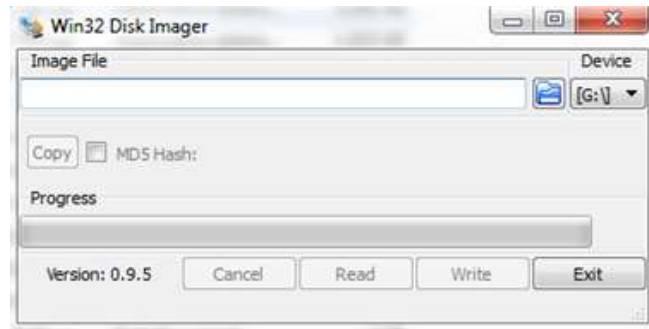 Win32 Disk Imager
Image File Device
[G:\]
Copy MD5 Hash:
Progress
Version: 0.9.5 Cancel Read Write Exit